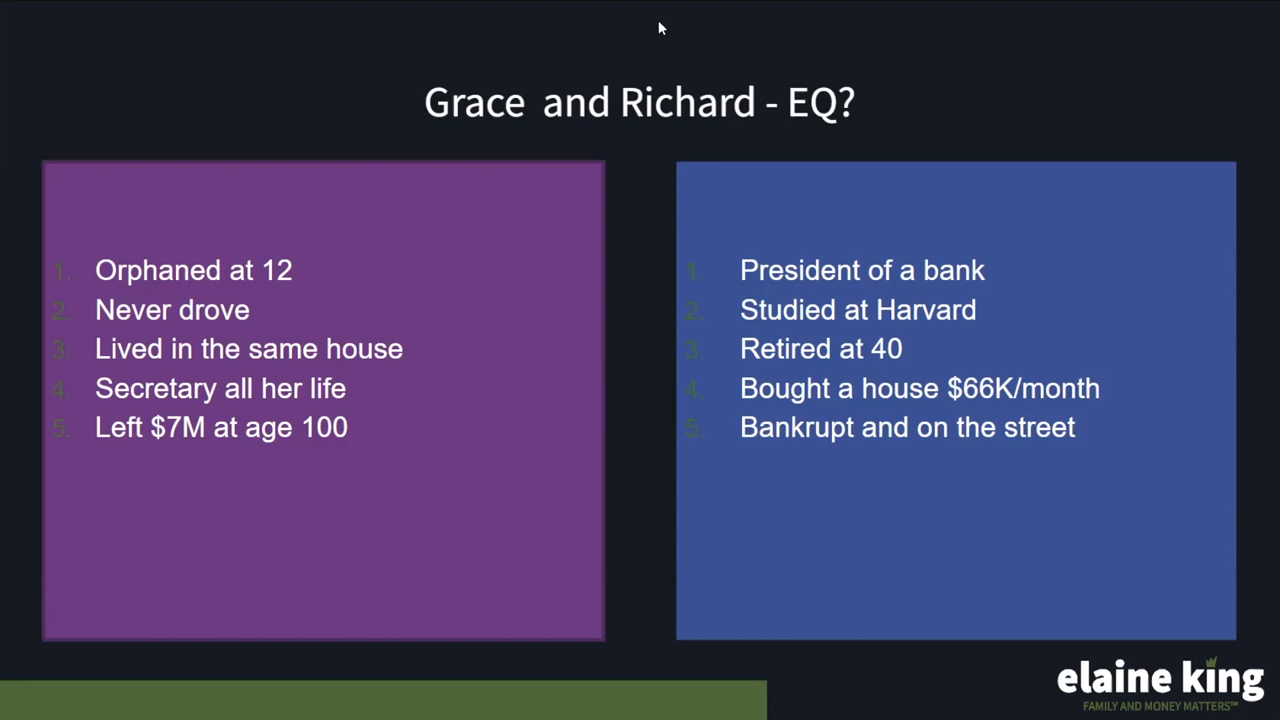 Grace and Richard - EQ?
1. Orphaned at 12
2. Never drove
3. Lived in the same house
4. Secretary all her life
5. Left $7M at age 100
1. President of a bank
2. Studied at Harvard
3. Retired at 40
4. Bought a house $66K/month
5. Bankrupt and on the street
elaine king
FAMILY AND MONEY MATTERS™